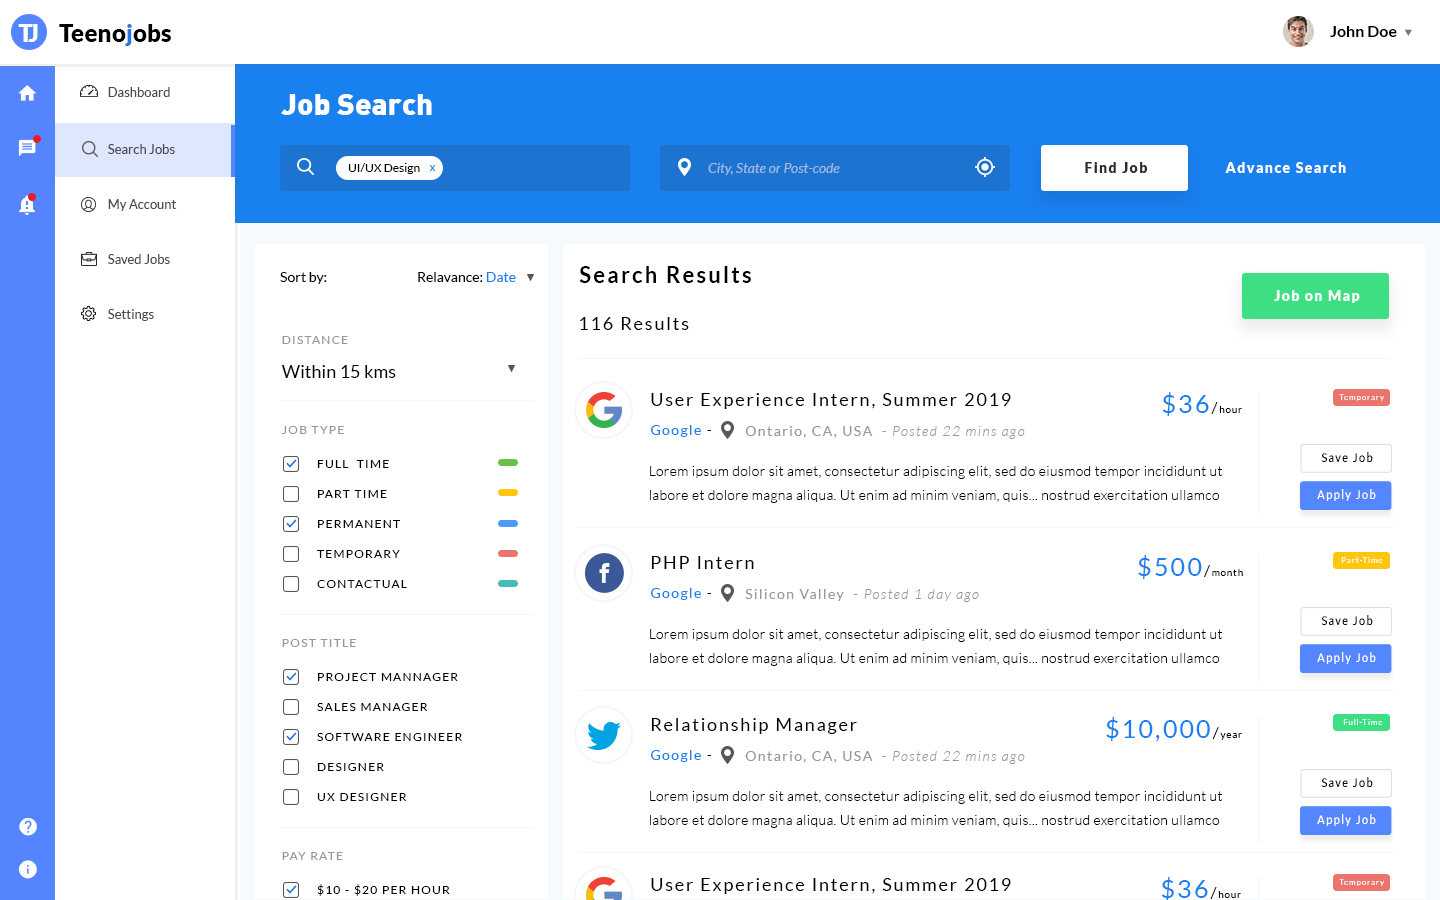 TJ Teenojobs
John Doe
Dashboard
Search Jobs
My Account
Saved Jobs
Settings
Job Search
UI/UX Design x
City, State or Post-code
Find Job
Advance Search
Sort by: Relavance: Date
DISTANCE
Within 15 kms
JOB TYPE
FULL TIME
PART TIME
PERMANENT
TEMPORARY
CONTACTUAL
POST TITLE
PROJECT MANNAGER
SALES MANAGER
SOFTWARE ENGINEER
DESIGNER
UX DESIGNER
PAY RATE
$10 - $20 PER HOUR
Search Results
116 Results
Job on Map
User Experience Intern, Summer 2019
$36/hour
Temporary
Google - Ontario, CA, USA - Posted 22 mins ago
Lorem ipsum dolor sit amet, consectetur adipiscing elit, sed do eiusmod tempor incididunt ut
labore et dolore magna aliqua. Ut enim ad minim veniam, quis... nostrud exercitation ullamco
Save Job
Apply Job
PHP Intern
$500/month
Part-Time
Google - Silicon Valley - Posted 1 day ago
Lorem ipsum dolor sit amet, consectetur adipiscing elit, sed do eiusmod tempor incididunt ut
labore et dolore magna aliqua. Ut enim ad minim veniam, quis... nostrud exercitation ullamco
Save Job
Apply Job
Relationship Manager
$10,000/year
Full-Time
Google - Ontario, CA, USA - Posted 22 mins ago
Lorem ipsum dolor sit amet, consectetur adipiscing elit, sed do eiusmod tempor incididunt ut
labore et dolore magna aliqua. Ut enim ad minim veniam, quis... nostrud exercitation ullamco
Save Job
Apply Job
User Experience Intern, Summer 2019
$36/hour
Temporary